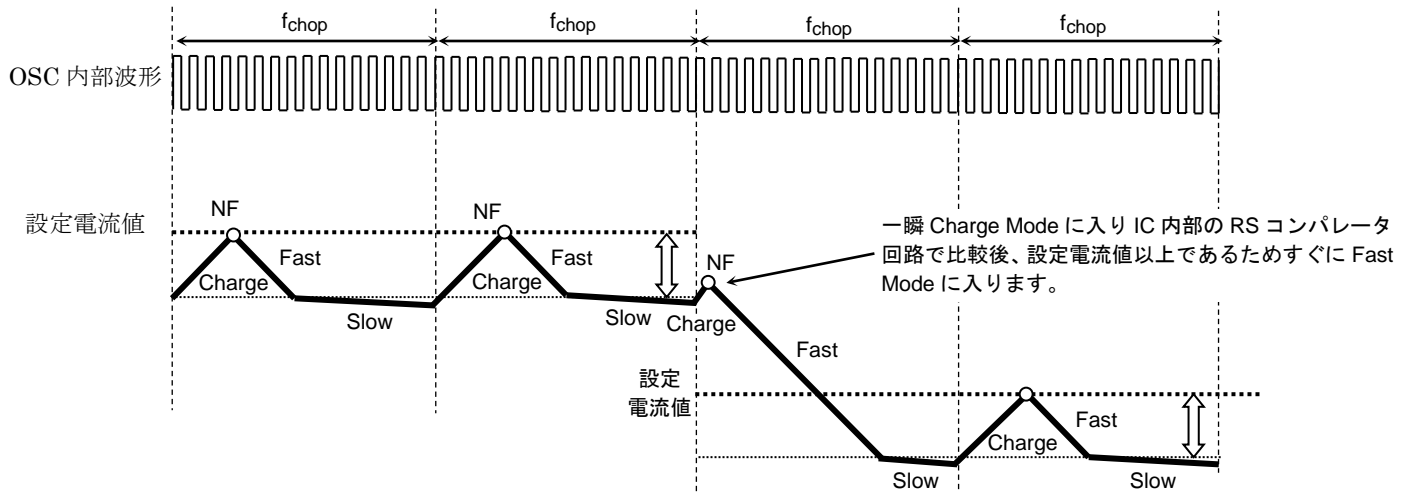 fchop fchop fchop fchop
OSC 内部波形
設定電流値
NF
NF
一瞬 Charge Mode に入り IC 内部の RS コンパレータ
回路で比較後、設定電流値以上であるためすぐに Fast
Mode に入ります。
NF
Fast
Fast
Charge
Charge
Slow
Slow
Charge
Fast
設定
電流値
Fast
Charge
Slow
Slow